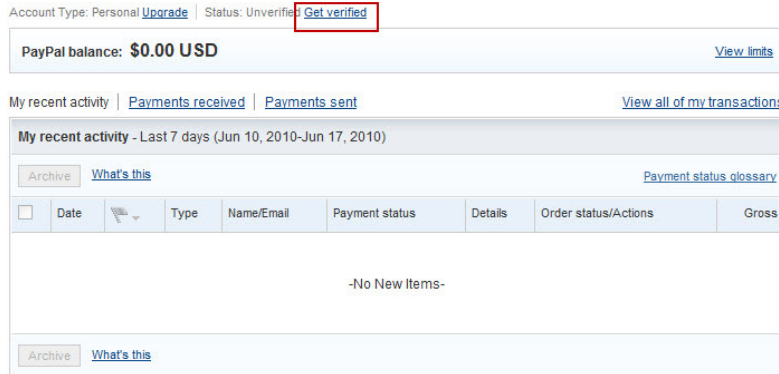 Account Type: Personal Upgrade | Status: Unverified Get verified
PayPal balance: $0.00 USD View limits
My recent activity | Payments received | Payments sent View all of my transactions
My recent activity - Last 7 days (Jun 10, 2010-Jun 17, 2010)
Archive What's this Payment status glossary
Date Type Name/Email Payment status Details Order status/Actions Gross
-No New Items-
Archive What's this